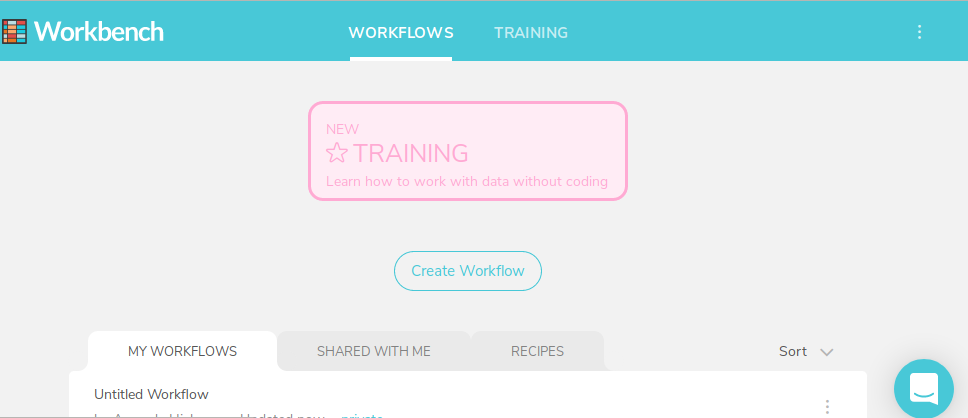 Workbench
WORKFLOWS TRAINING
NEW
TRAINING
Learn how to work with data without coding
Create Workflow
MY WORKFLOWS SHARED WITH ME RECIPES Sort
Untitled Workflow